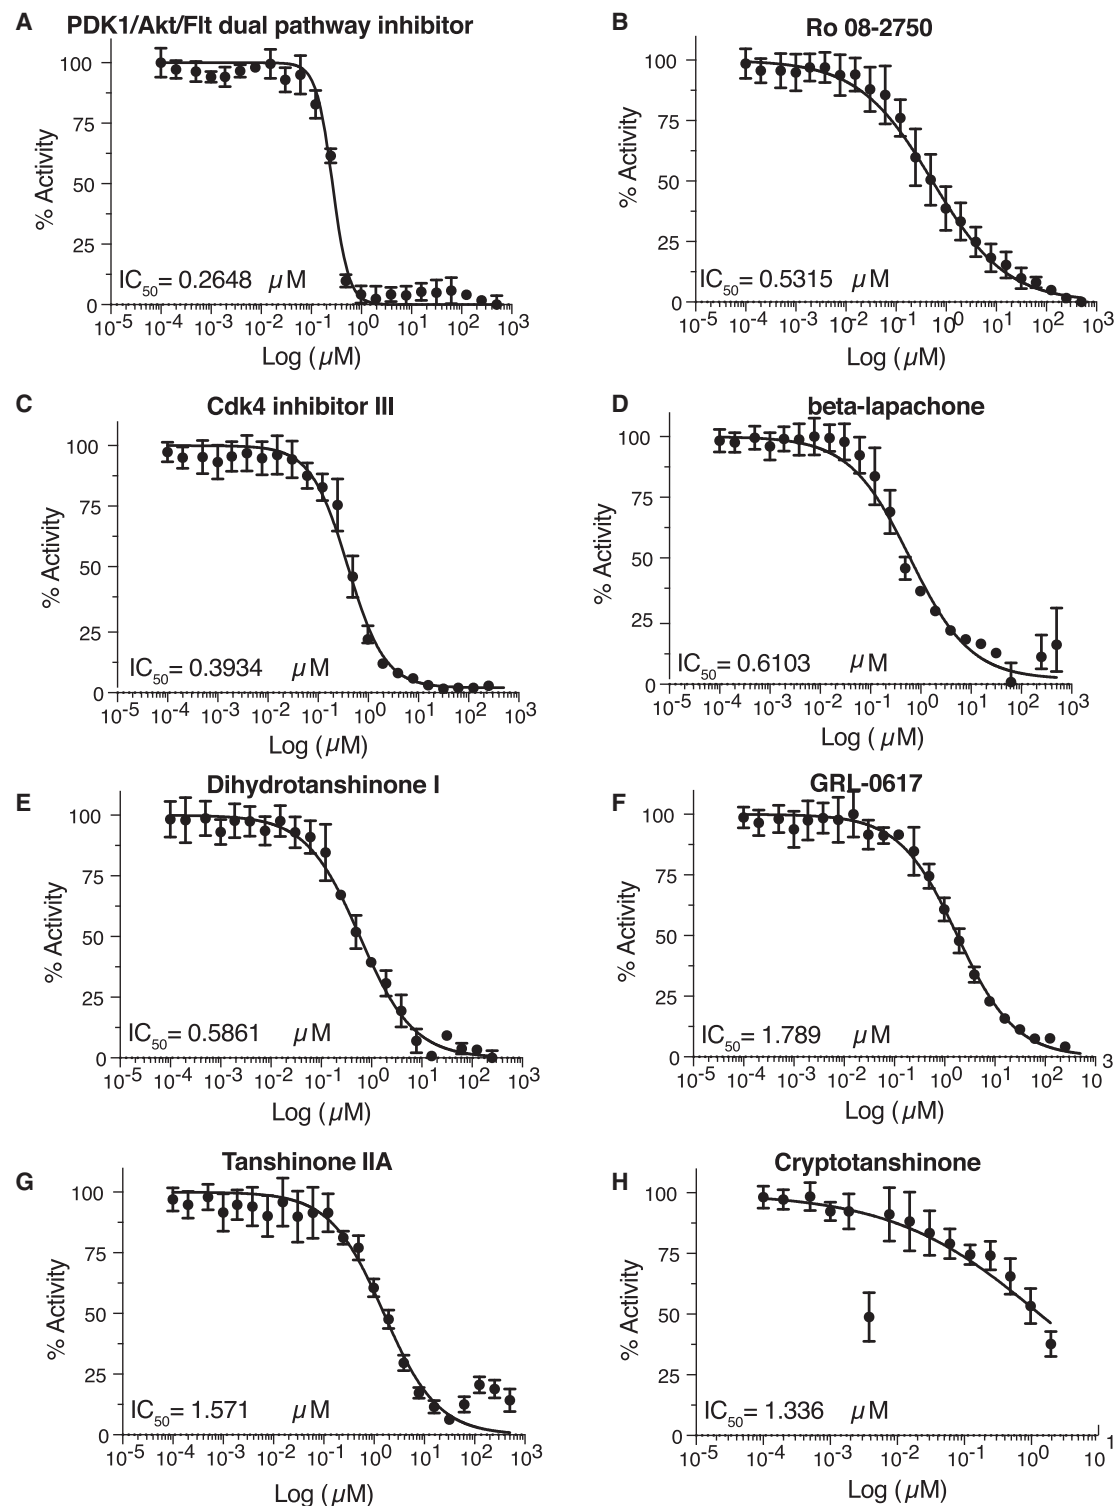 A PDK1/Akt/Flt dual pathway inhibitor
100
75
50
25
0
% Activity
IC50= 0.2648 µM
10-5 10-4 10-3 10-2 10-1 100 101 102 103
Log (µM)
B Ro 08-2750
100
75
50
25
0
% Activity
IC50= 0.5315 µM
10-5 10-4 10-3 10-2 10-1 100 101 102 103
Log (µM)
C Cdk4 inhibitor III
100
75
50
25
0
% Activity
IC50= 0.3934 µM
10-5 10-4 10-3 10-2 10-1 100 101 102 103
Log (µM)
D beta-lapachone
100
75
50
25
0
% Activity
IC50= 0.6103 µM
10-5 10-4 10-3 10-2 10-1 100 101 102 103
Log (µM)
E Dihydrotanshinone I
100
75
50
25
0
% Activity
IC50= 0.5861 µM
10-5 10-4 10-3 10-2 10-1 100 101 102 103
Log (µM)
F GRL-0617
100
75
50
25
0
% Activity
IC50= 1.789 µM
10-5 10-4 10-3 10-2 10-1 100 101 102 10 3
Log (µM)
G Tanshinone IIA
100
75
50
25
0
% Activity
IC50= 1.571 µM
10-5 10-4 10-3 10-2 10-1 100 101 102 103
Log (µM)
H Cryptotanshinone
100
75
50
25
0
% Activity
IC50= 1.336 µM
10-5 10-4 10-3 10-2 10-1 100 10 1
Log (µM)